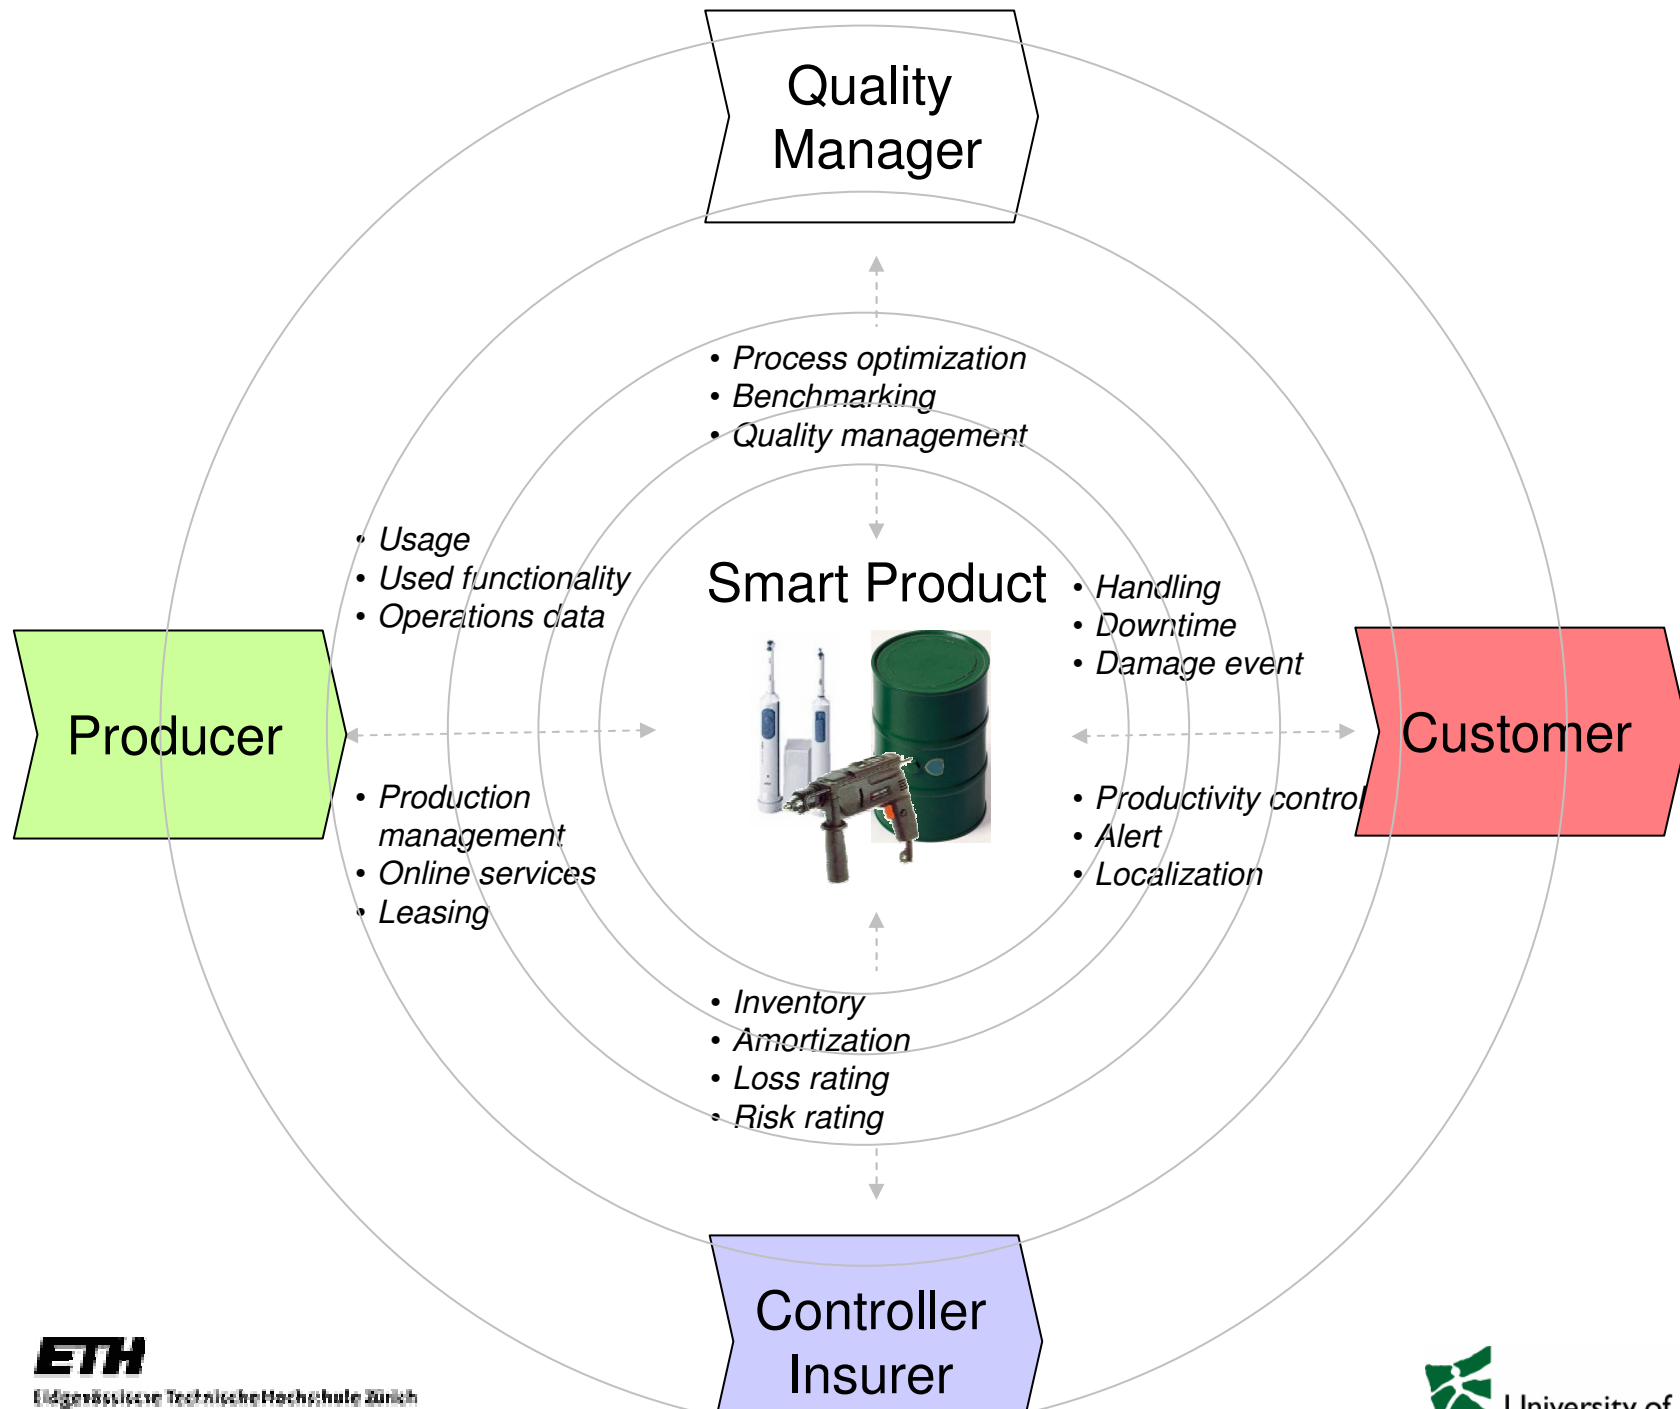 Quality
Manager
• Process optimization
• Benchmarking
• Quality management
• Usage
• Used functionality
• Operations data
Smart Product
• Handling
• Downtime
• Damage event
Producer
Customer
• Production
management
• Online services
• Leasing
• Productivity control
• Alert
• Localization
• Inventory
• Amortization
• Loss rating
• Risk rating
Controller
Insurer
ETH
Eidgenössische Technische Hochschule Zürich
University of